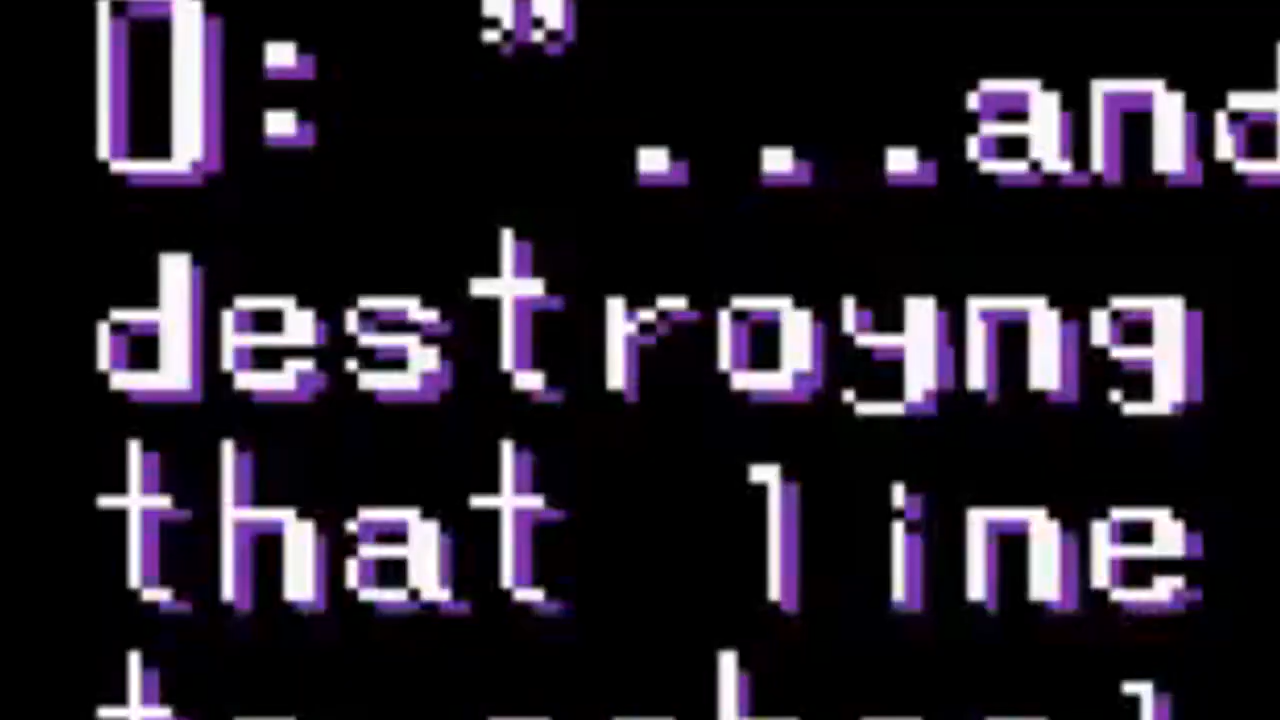 O: " ...and
destroyng
that line